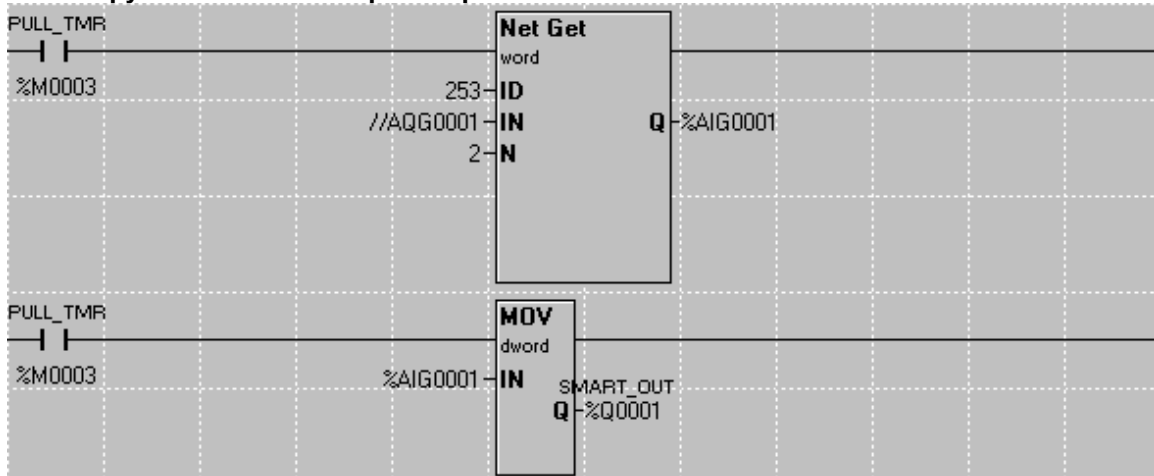 PULL_TMR
%M0003
Net Get
word
253 ID
//AQG0001 IN Q %AIG0001
2 N
PULL_TMR
%M0003
MOV
dword
%AIG0001 IN
SMART_OUT
Q %Q0001